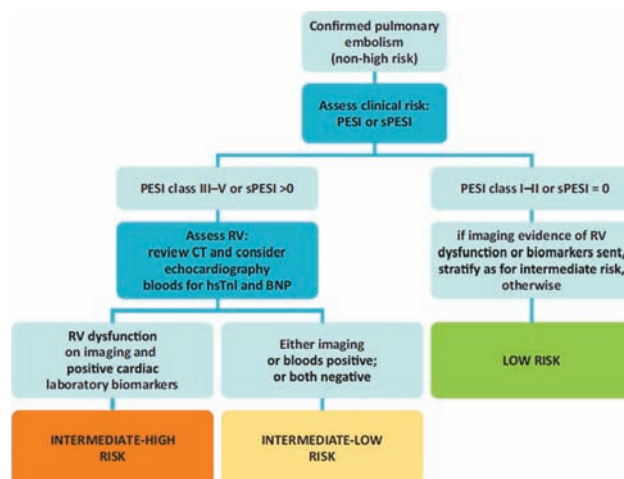 Confirmed pulmonary
embolism
(non-high risk)
Assess clinical risk:
PESI or sPESI
PESI class III–V or sPESI >0
PESI class I–II or sPESI = 0
Assess RV:
review CT and consider
echocardiography
bloods for hsTnI and BNP
if imaging evidence of RV
dysfunction or biomarkers sent,
stratify as for intermediate risk,
otherwise
RV dysfunction
on imaging and
positive cardiac
laboratory biomarkers
Either imaging
or bloods positive;
or both negative
LOW RISK
INTERMEDIATE-HIGH
RISK
INTERMEDIATE-LOW
RISK